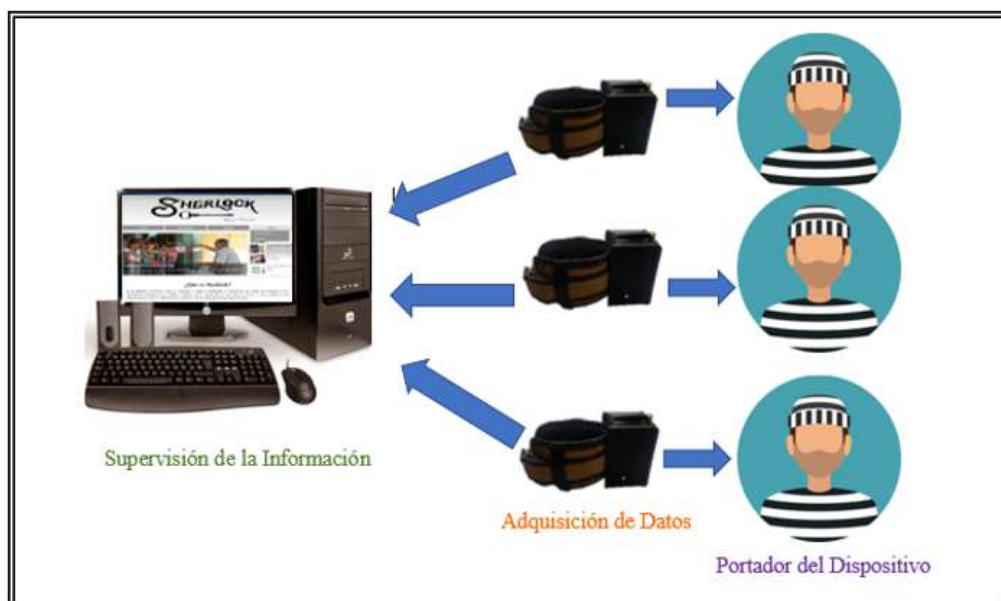 SHERLOCK
Supervisión de la Información
Adquisición de Datos
Portador del Dispositivo